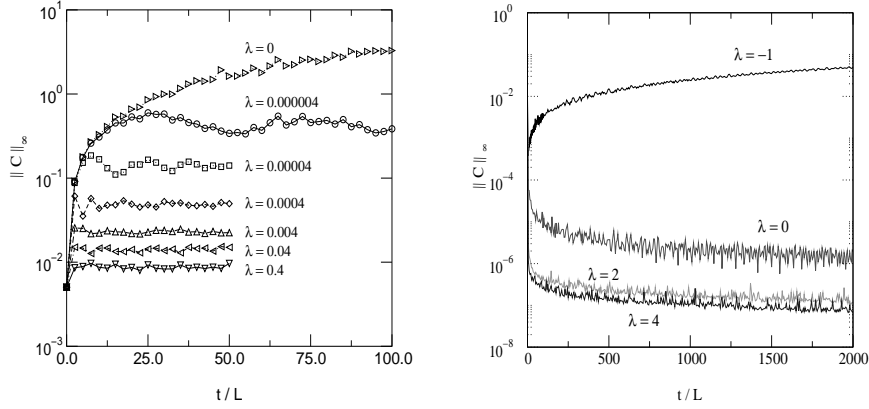 10^1
10^0
10^-1
10^-2
10^-3
|| C ||∞
λ = 0
λ = 0.000004
λ = 0.00004
λ = 0.0004
λ = 0.004
λ = 0.04
λ = 0.4
0.0 25.0 50.0 75.0 100.0
t / L
10^0
10^-2
10^-4
10^-6
10^-8
|| C ||∞
λ = −1
λ = 0
λ = 2
λ = 4
0 500 1000 1500 2000
t / L